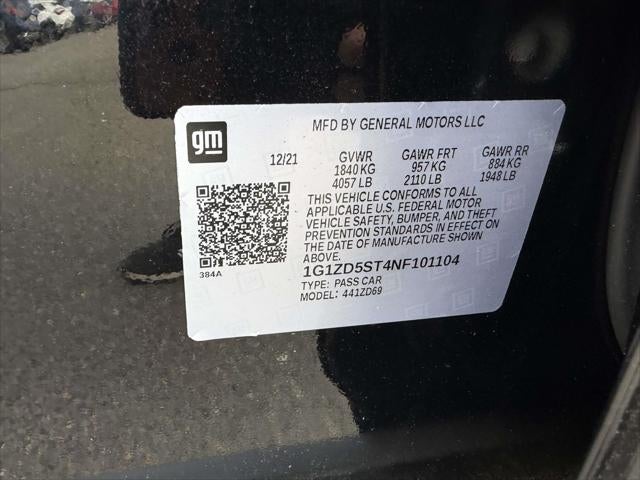 gm
MFD BY GENERAL MOTORS LLC
12/21 GVWR GAWR FRT GAWR RR
1840 KG 957 KG 884 KG
4057 LB 2110 LB 1948 LB
THIS VEHICLE CONFORMS TO ALL
APPLICABLE U.S. FEDERAL MOTOR
VEHICLE SAFETY, BUMPER, AND THEFT
PREVENTION STANDARDS IN EFFECT ON
THE DATE OF MANUFACTURE SHOWN
ABOVE.
384A
1G1ZD5ST4NF101104
TYPE: PASS CAR
MODEL: 441ZD69